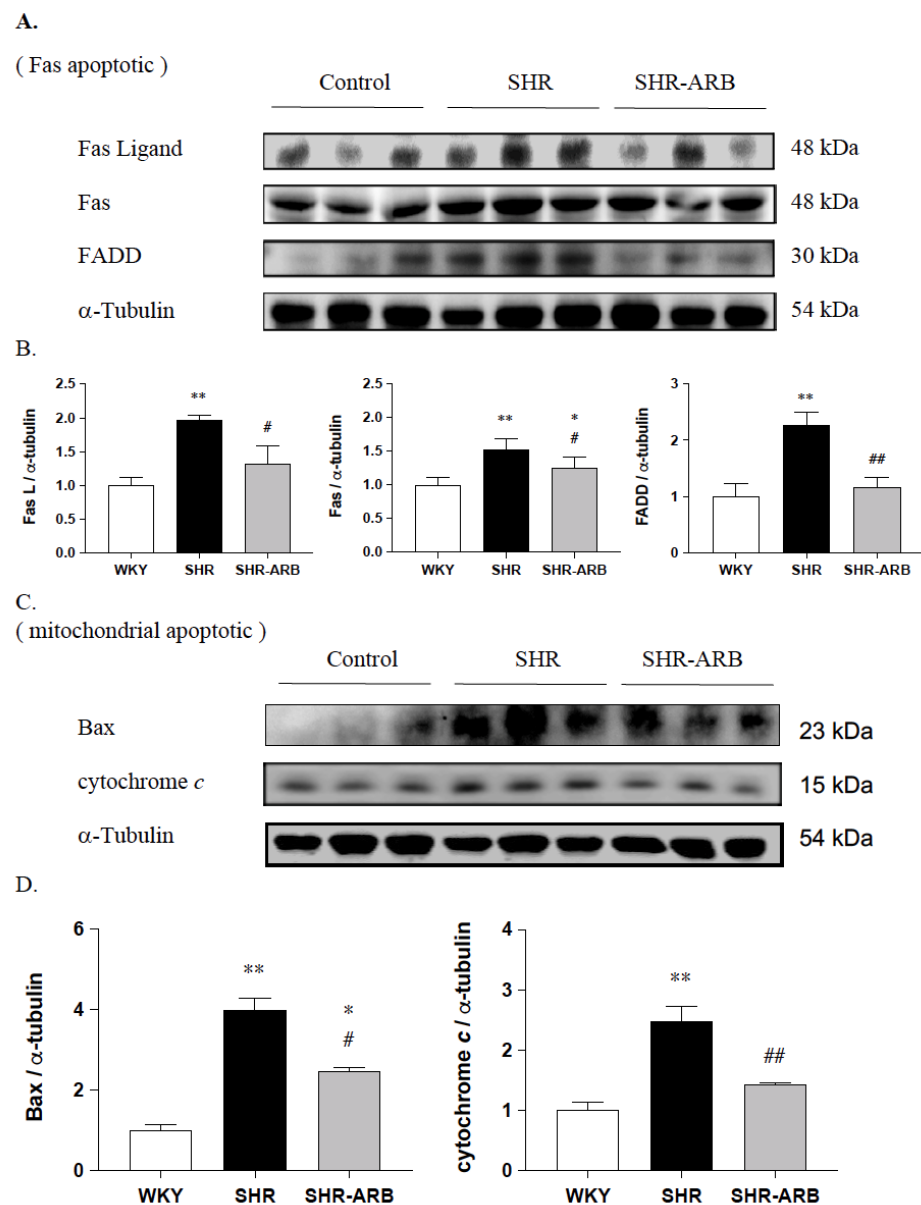 A.
( Fas apoptotic )
Control SHR SHR-ARB
Fas Ligand 48 kDa
Fas 48 kDa
FADD 30 kDa
α-Tubulin 54 kDa
B.
Fas L / α-tubulin
2.5
2.0
1.5
1.0
0.5
0.0
**
#
WKY SHR SHR-ARB
Fas / α-tubulin
2.5
2.0
1.5
1.0
0.5
0.0
**
*
#
WKY SHR SHR-ARB
FADD / α-tubulin
3
2
1
0
**
##
WKY SHR SHR-ARB
C.
( mitochondrial apoptotic )
Control SHR SHR-ARB
Bax 23 kDa
cytochrome c 15 kDa
α-Tubulin 54 kDa
D.
Bax / α-tubulin
6
4
2
0
**
*
#
WKY SHR SHR-ARB
cytochrome c / α-tubulin
4
3
2
1
0
**
##
WKY SHR SHR-ARB